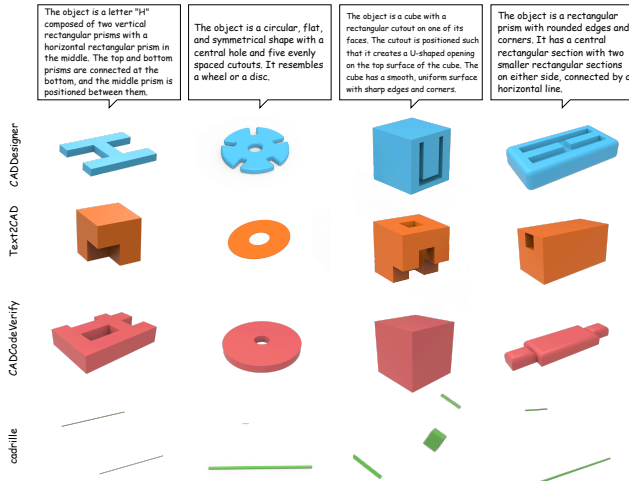 The object is a letter "H"
composed of two vertical
rectangular prisms with a
horizontal rectangular prism in
the middle. The top and bottom
prisms are connected at the
bottom, and the middle prism is
positioned between them.
The object is a circular, flat,
and symmetrical shape with a
central hole and five evenly
spaced cutouts. It resembles
a wheel or a disc.
The object is a cube with a
rectangular cutout on one of its
faces. The cutout is positioned such
that it creates a U-shaped opening
on the top surface of the cube. The
cube has a smooth, uniform surface
with sharp edges and corners.
The object is a rectangular
prism with rounded edges and
corners. It has a central
rectangular section with two
smaller rectangular sections
on either side, connected by a
horizontal line.
CADDesigner
Text2CAD
CADCodeVerify
cadrille